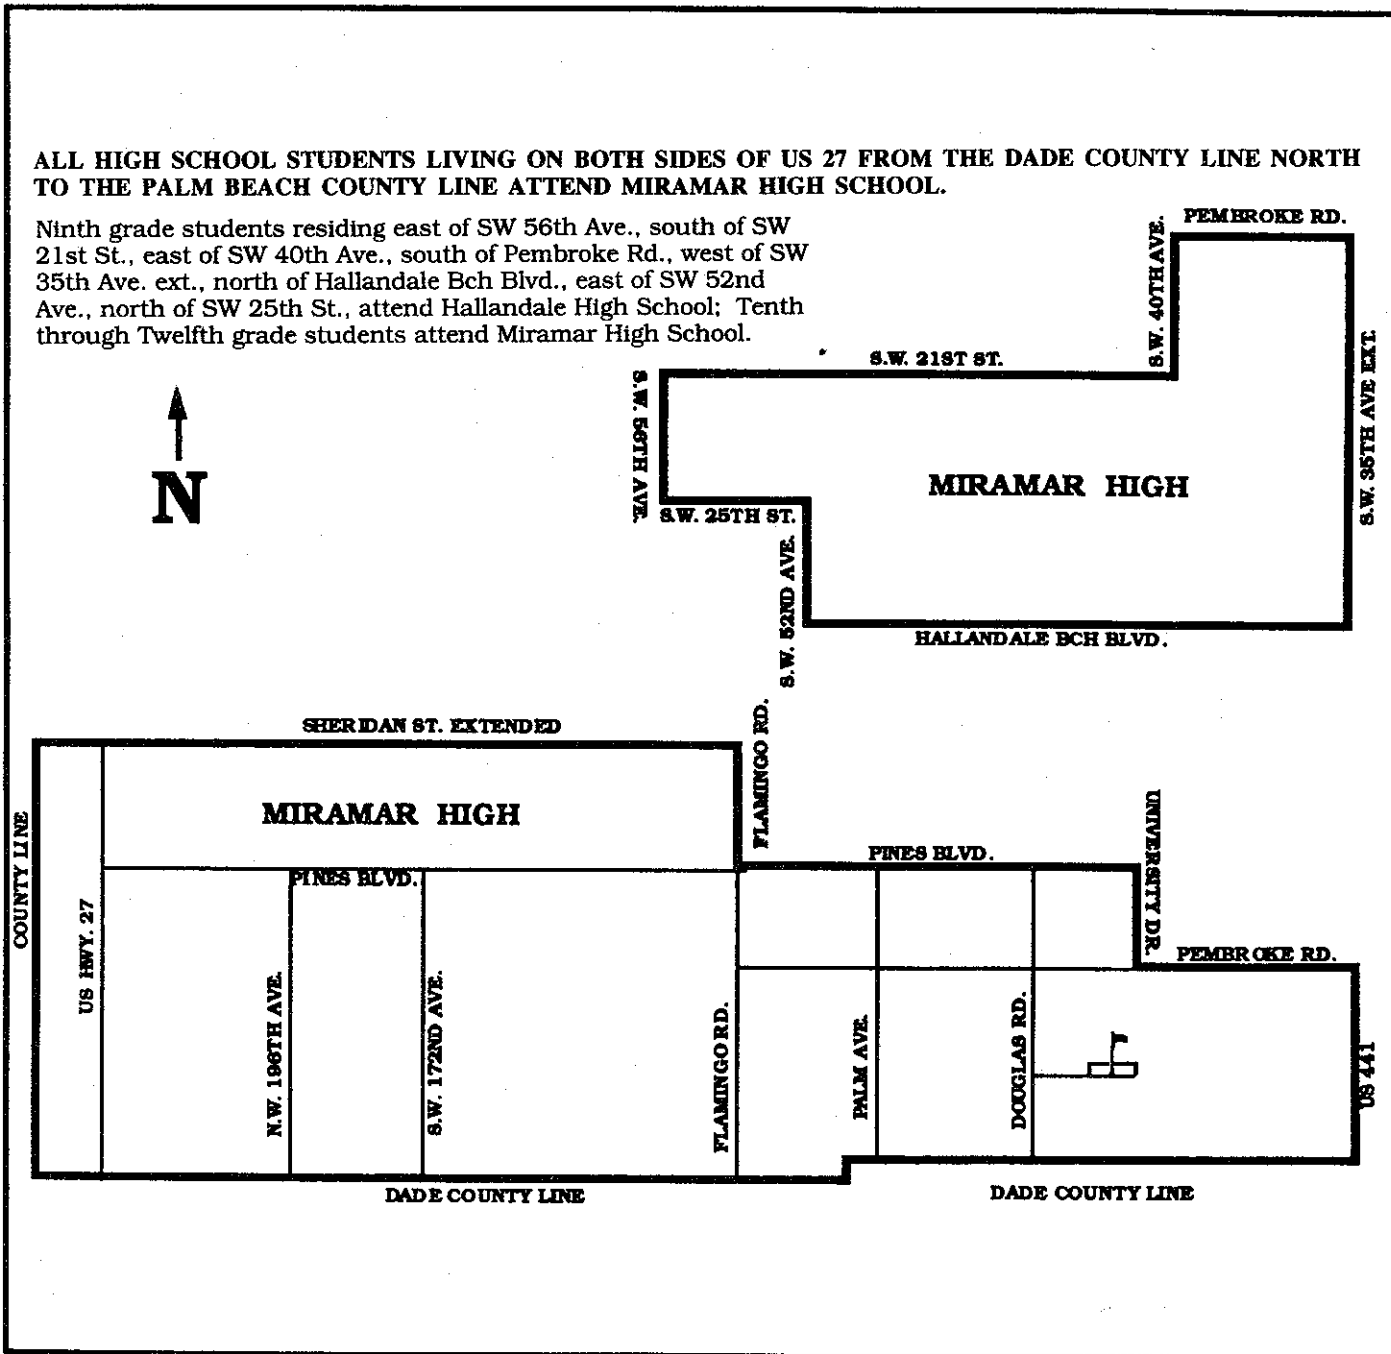 ALL HIGH SCHOOL STUDENTS LIVING ON BOTH SIDES OF US 27 FROM THE DADE COUNTY LINE NORTH
TO THE PALM BEACH COUNTY LINE ATTEND MIRAMAR HIGH SCHOOL.
Ninth grade students residing east of SW 56th Ave., south of SW
21st St., east of SW 40th Ave., south of Pembroke Rd., west of SW
35th Ave. ext., north of Hallandale Bch Blvd., east of SW 52nd
Ave., north of SW 25th St., attend Hallandale High School; Tenth
through Twelfth grade students attend Miramar High School.
PEMBROKE RD.
S.W. 40TH AVE.
S.W. 21ST ST.
S.W. 56TH AVE.
S.W. 35TH AVE EXT.
N
MIRAMAR HIGH
S.W. 25TH ST.
S.W. 52ND AVE.
HALLANDALE BCH BLVD.
SHERIDAN ST. EXTENDED
FLAMINGO RD.
MIRAMAR HIGH
COUNTY LINE
PINES BLVD.
PINES BLVD.
UNIVERSITY DR.
US HWY. 27
PEMBROKE RD.
N.W. 196TH AVE.
S.W. 172ND AVE.
FLAMINGO RD.
PALM AVE.
DOUGLAS RD.
US 441
DADE COUNTY LINE
DADE COUNTY LINE